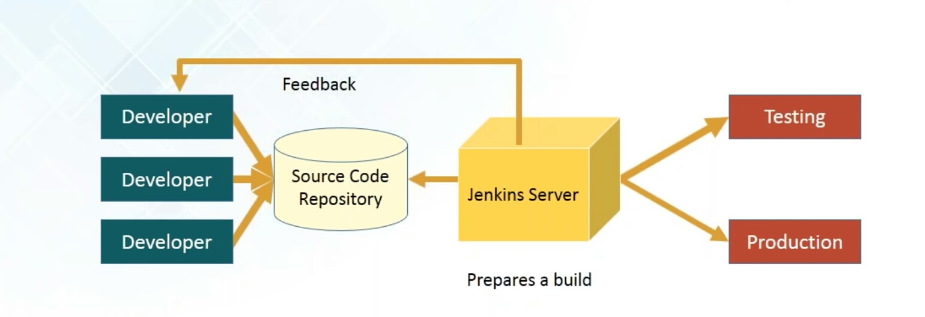 Feedback
Developer
Developer
Developer
Source Code
Repository
Jenkins Server
Prepares a build
Testing
Production